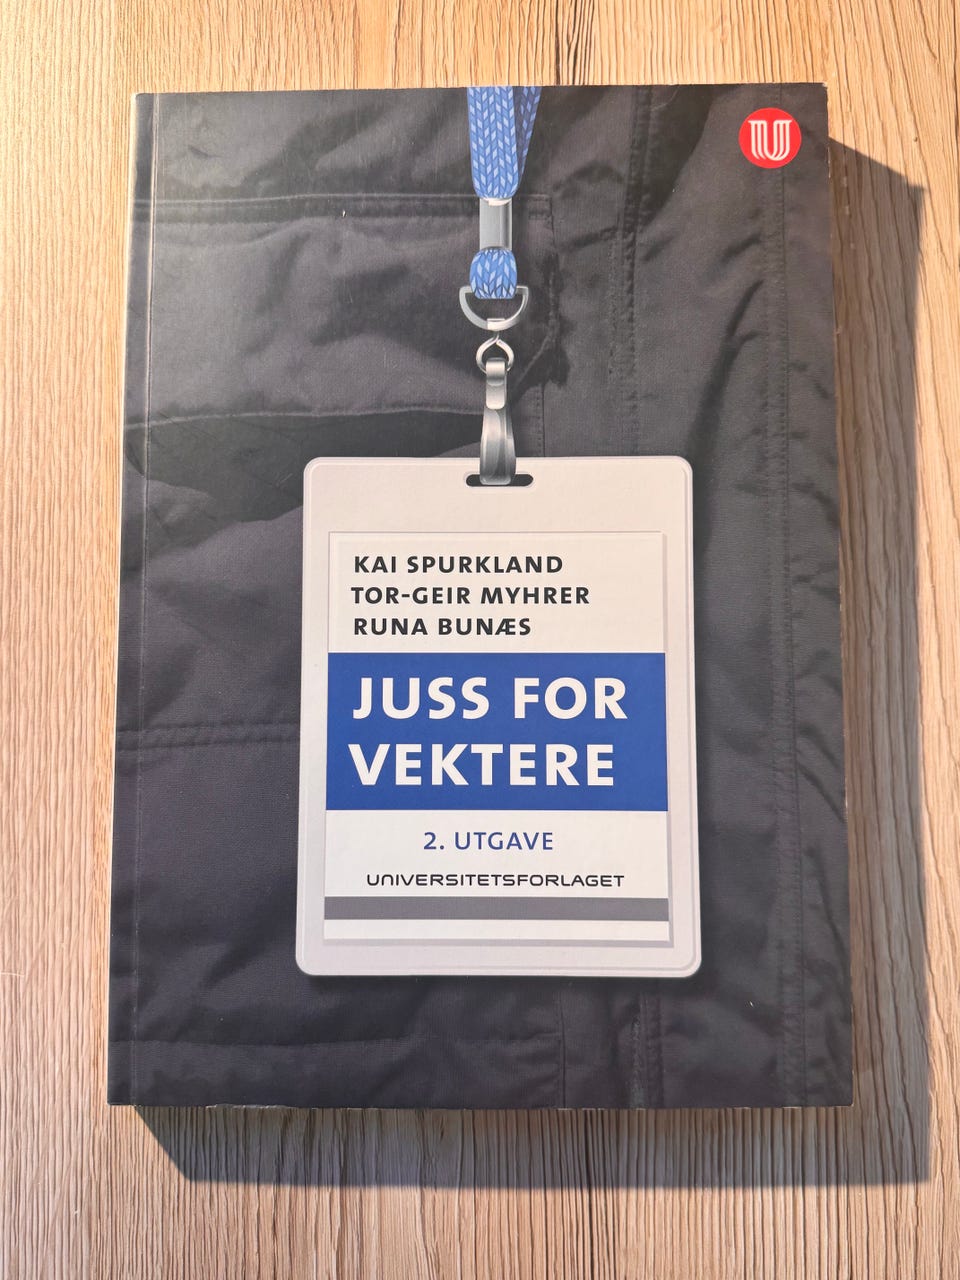 U
KAI SPURKLAND
TOR-GEIR MYHRER
RUNA BUNÆS
JUSS FOR
VEKTERE
2. UTGAVE
UNIVERSITETSFORLAGET